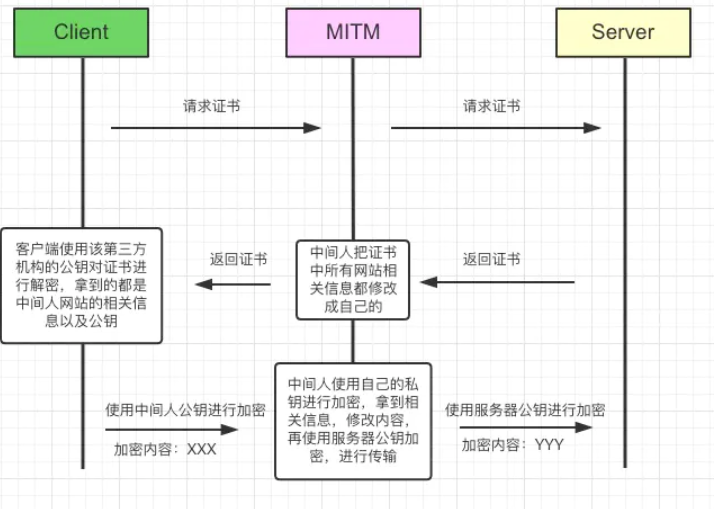 Client
MITM
Server
请求证书
请求证书
客户端使用该第三方
机构的公钥对证书进
行解密，拿到的都是
中间人网站的相关信
息以及公钥
返回证书
中间人把证书
中所有网站相
关信息都修改
成自己的
返回证书
使用中间人公钥进行加密
加密内容：XXX
中间人使用自己的私
钥进行加密，拿到相
关信息，修改内容，
再使用服务器公钥加
密，进行传输
使用服务器公钥进行加密
加密内容：YYY